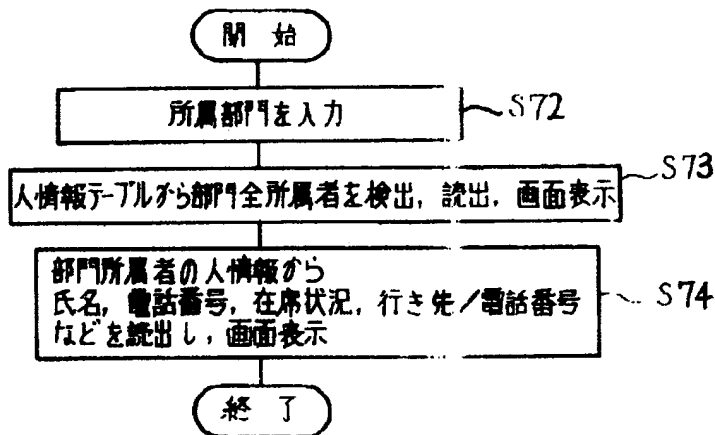 開始
所属部門を入力
S72
人情報テーブルから部門全所属者を検出,読出,画面表示
S73
部門所属者の人情報から
氏名,電話番号,在席状況,行き先/電話番号
などを読出し,画面表示
S74
終了